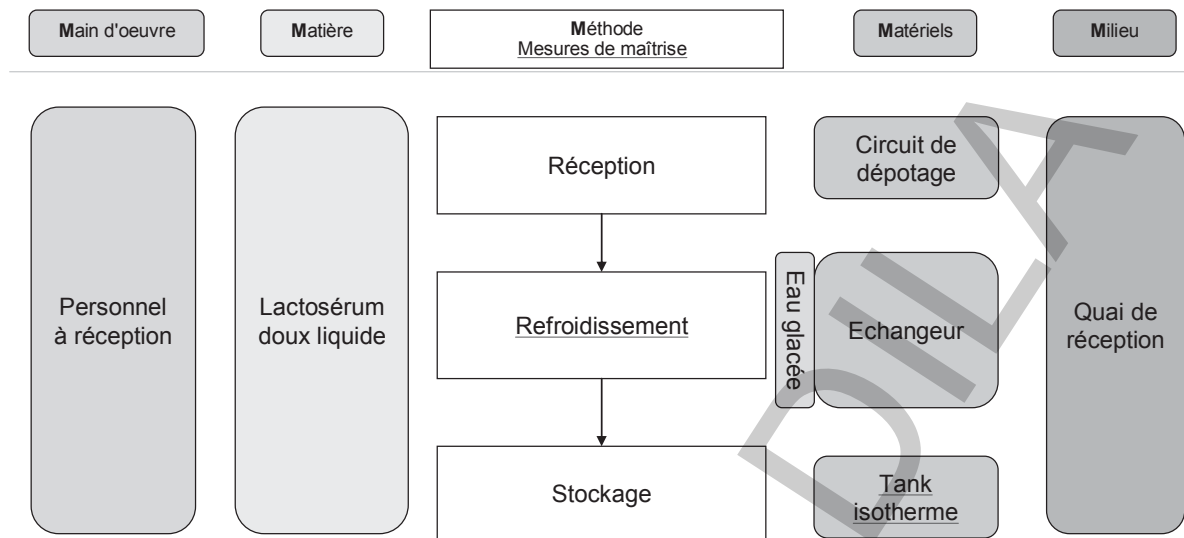 Main d'oeuvre
Matière
Méthode
Mesures de maîtrise
Matériels
Milieu
Personnel
à réception
Lactosérum
doux liquide
Réception
Refroidissement
Stockage
Circuit de
dépotage
Eau glacée
Echangeur
Tank
isotherme
Quai de
réception
DILA